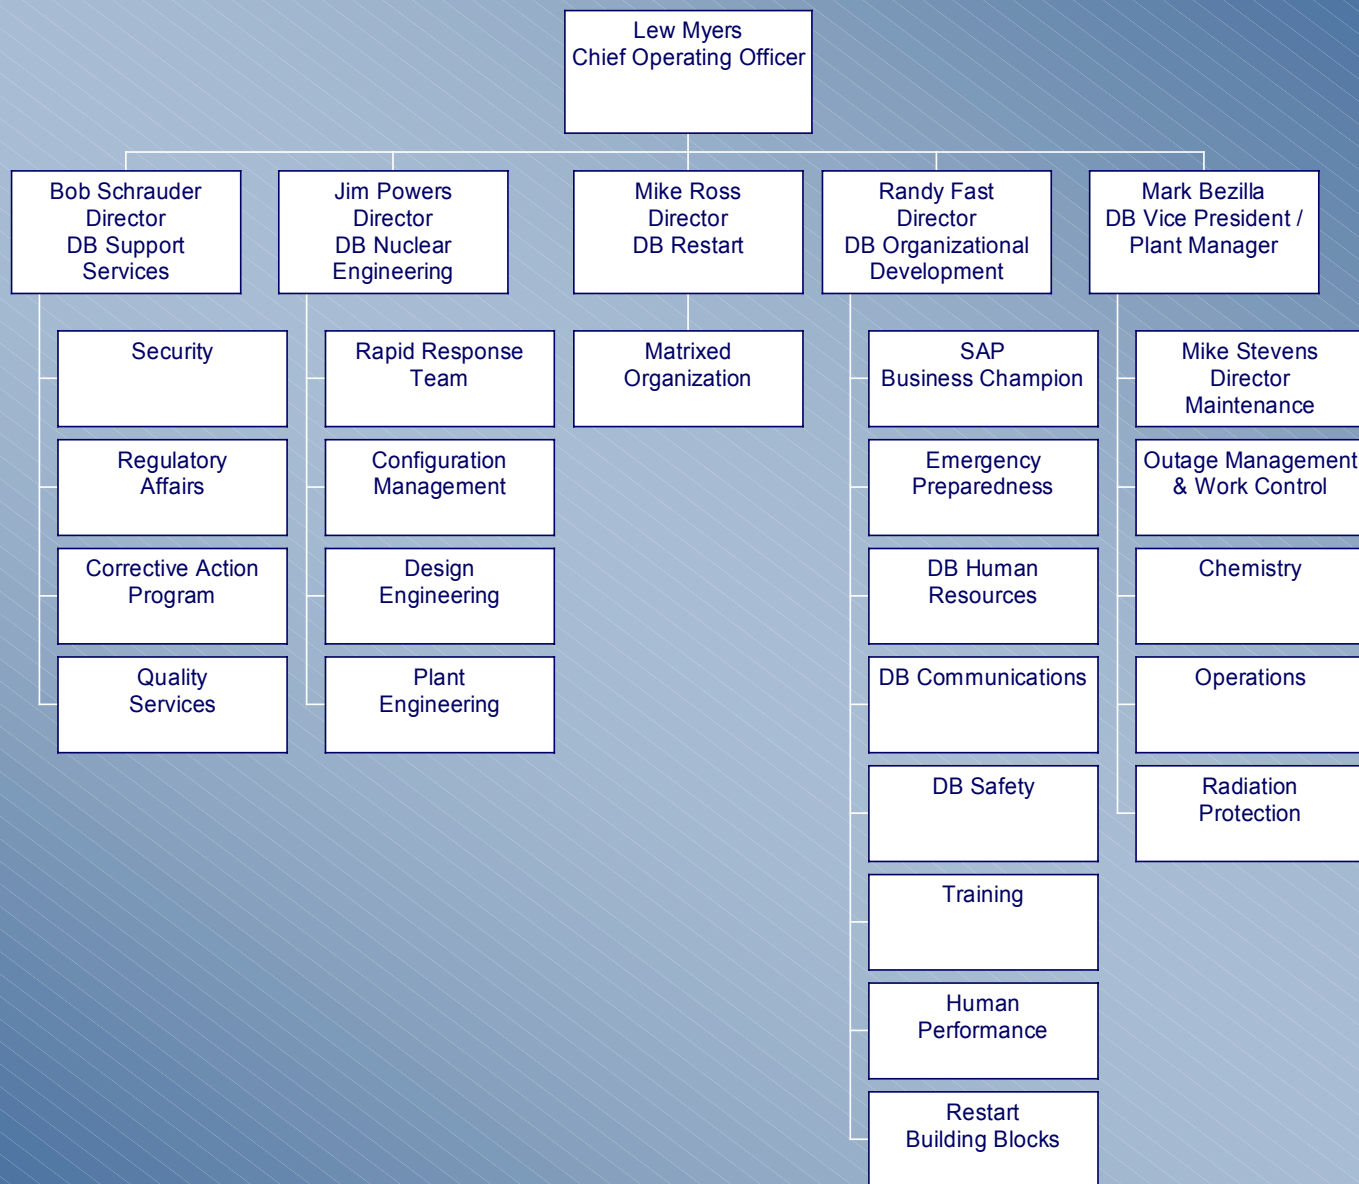 Lew Myers
Chief Operating Officer
Bob Schrauder
Director
DB Support
Services
Jim Powers
Director
DB Nuclear
Engineering
Mike Ross
Director
DB Restart
Randy Fast
Director
DB Organizational
Development
Mark Bezilla
DB Vice President /
Plant Manager
Security
Regulatory
Affairs
Corrective Action
Program
Quality
Services
Rapid Response
Team
Configuration
Management
Design
Engineering
Plant
Engineering
Matrixed
Organization
SAP
Business Champion
Emergency
Preparedness
DB Human
Resources
DB Communications
DB Safety
Training
Human
Performance
Restart
Building Blocks
Mike Stevens
Director
Maintenance
Outage Management
& Work Control
Chemistry
Operations
Radiation
Protection